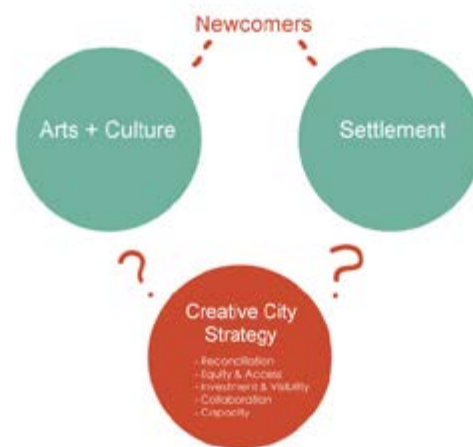 Newcomers
Arts + Culture
Settlement
?
?
Creative City
Strategy
- Reconciliation
- Equity & Access
- Investment & Visibility
- Collaboration
- Capacity